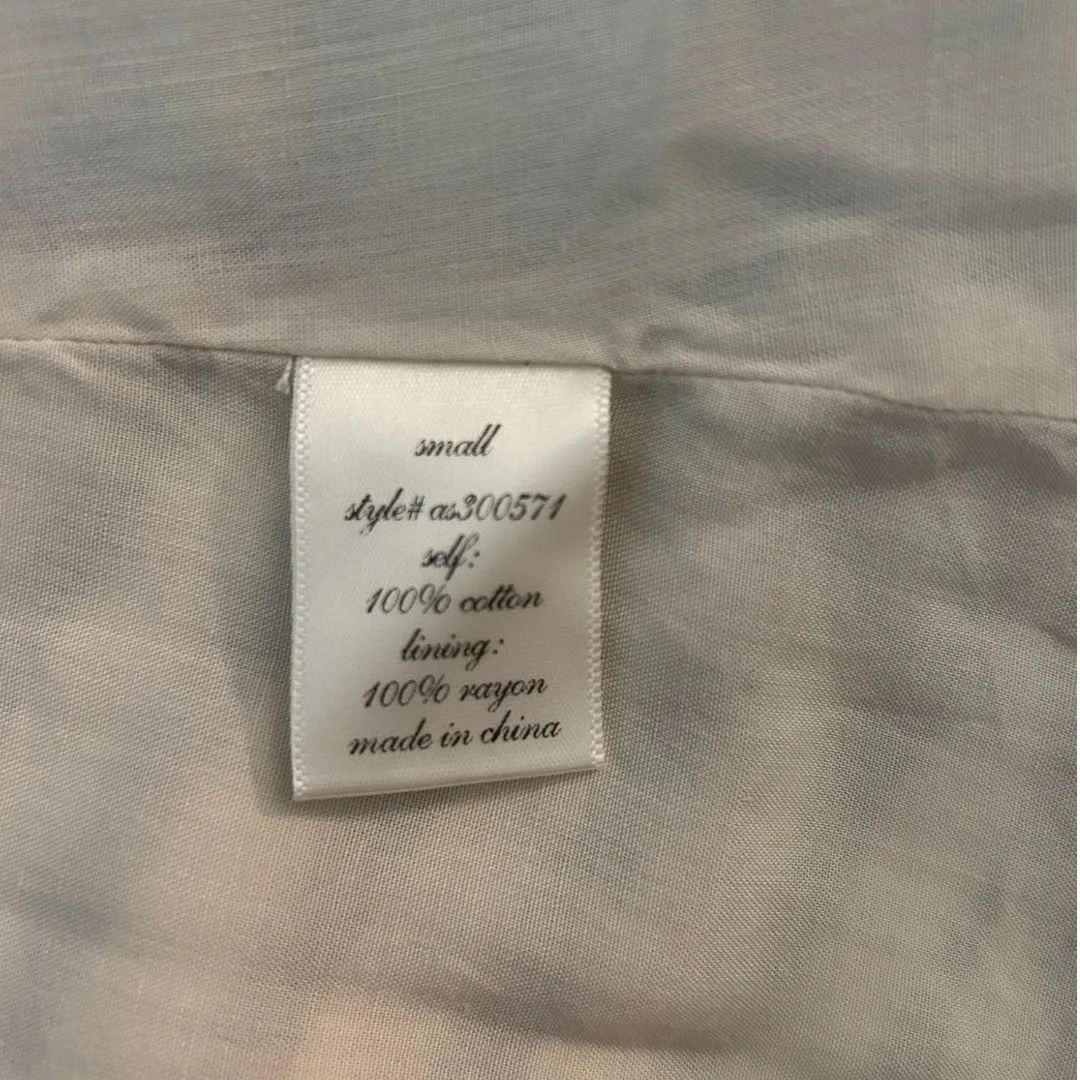 small
style# as300571
self:
100% cotton
lining:
100% rayon
made in china